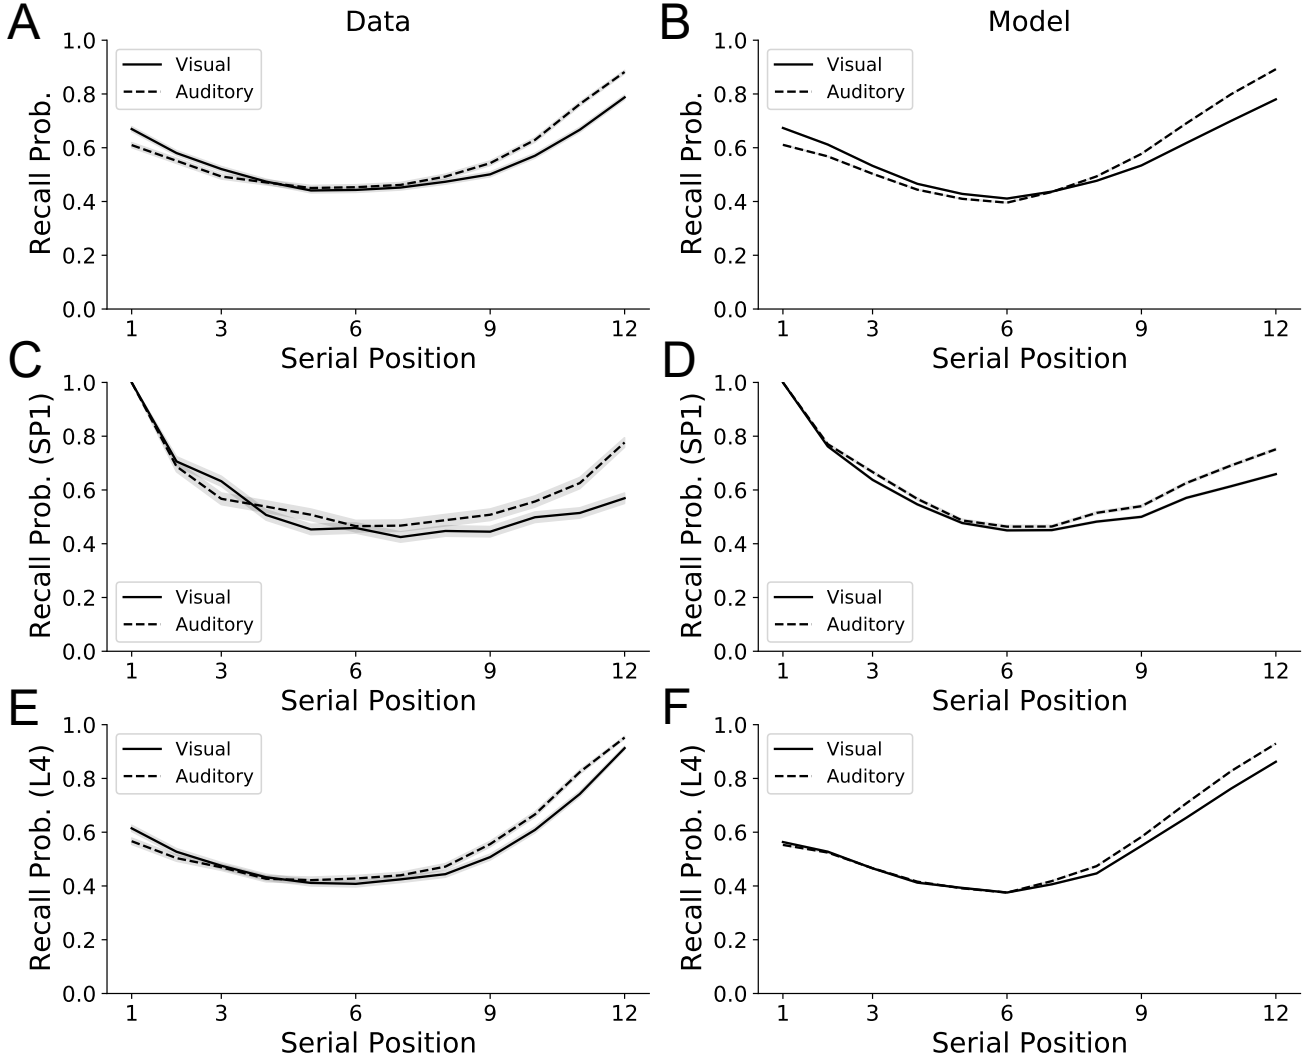 A
Data
B
Model
Recall Prob.
1.0
0.8
0.6
0.4
0.2
0.0
Visual
Auditory
1
3
6
9
12
Serial Position
Recall Prob.
1.0
0.8
0.6
0.4
0.2
0.0
Visual
Auditory
1
3
6
9
12
Serial Position
C
Recall Prob. (SP1)
1.0
0.8
0.6
0.4
0.2
0.0
Visual
Auditory
1
3
6
9
12
Serial Position
D
Recall Prob. (SP1)
1.0
0.8
0.6
0.4
0.2
0.0
Visual
Auditory
1
3
6
9
12
Serial Position
E
Recall Prob. (L4)
1.0
0.8
0.6
0.4
0.2
0.0
Visual
Auditory
1
3
6
9
12
Serial Position
F
Recall Prob. (L4)
1.0
0.8
0.6
0.4
0.2
0.0
Visual
Auditory
1
3
6
9
12
Serial Position